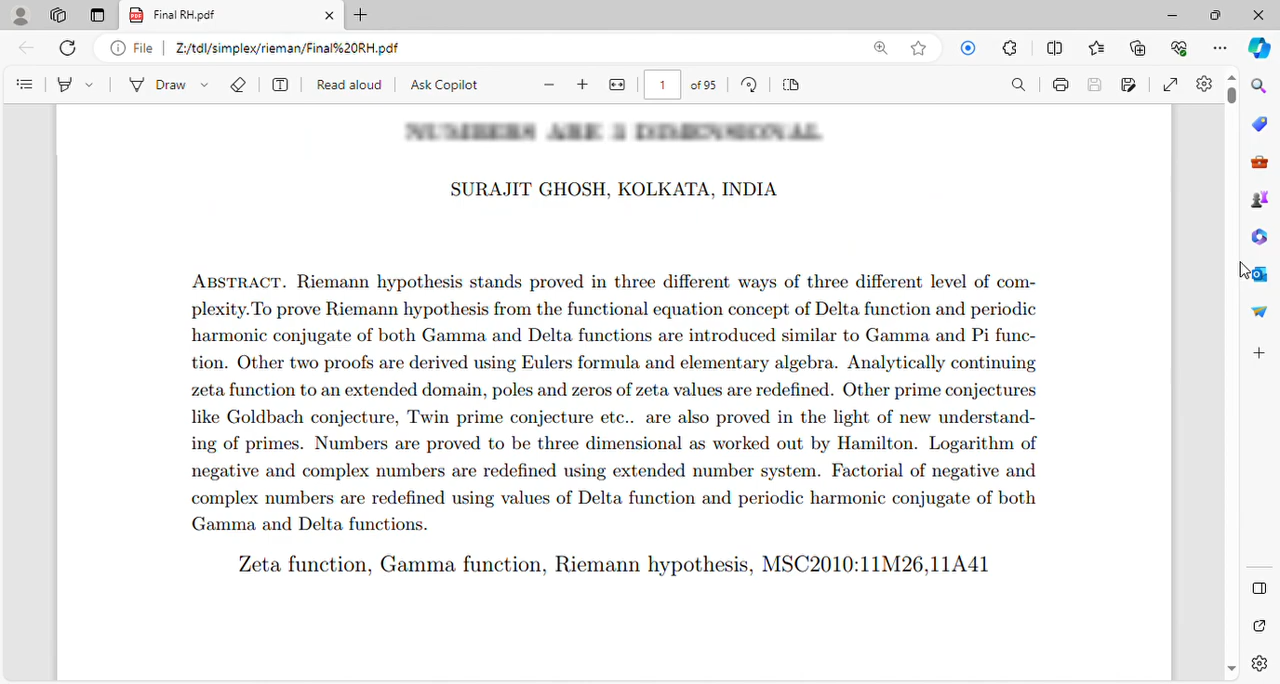 Final RH.pdf
File
Z:/tdl/simplex/rieman/Final%20RH.pdf
Draw
Read aloud
Ask Copilot
1 of 95
NUMBERS ARE 3 DIMENSIONAL
SURAJIT GHOSH, KOLKATA, INDIA
ABSTRACT. Riemann hypothesis stands proved in three different ways of three different level of com-
plexity.To prove Riemann hypothesis from the functional equation concept of Delta function and periodic
harmonic conjugate of both Gamma and Delta functions are introduced similar to Gamma and Pi func-
tion. Other two proofs are derived using Eulers formula and elementary algebra. Analytically continuing
zeta function to an extended domain, poles and zeros of zeta values are redefined. Other prime conjectures
like Goldbach conjecture, Twin prime conjecture etc.. are also proved in the light of new understand-
ing of primes. Numbers are proved to be three dimensional as worked out by Hamilton. Logarithm of
negative and complex numbers are redefined using extended number system. Factorial of negative and
complex numbers are redefined using values of Delta function and periodic harmonic conjugate of both
Gamma and Delta functions.
Zeta function, Gamma function, Riemann hypothesis, MSC2010:11M26,11A41